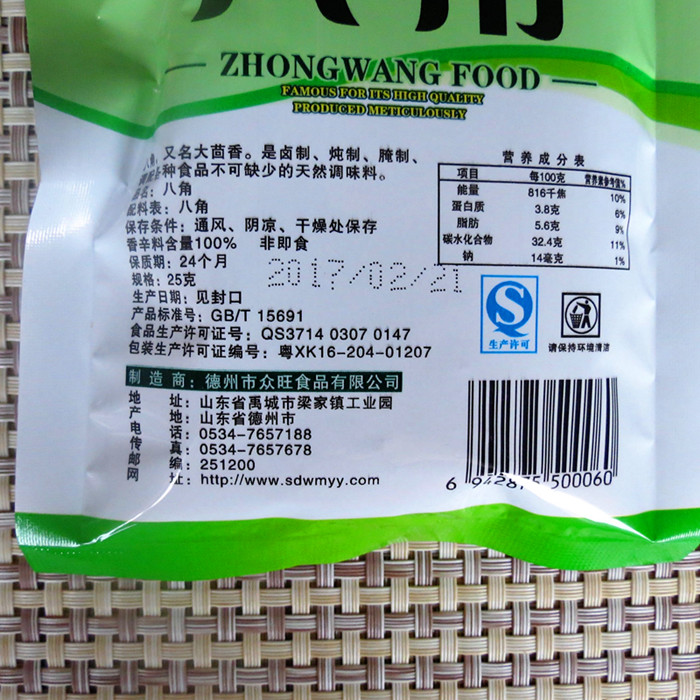 ZHONGWANG FOOD
FAMOUS FOR ITS HIGH QUALITY
PRODUCED METICULOUSLY
八角，又名大茴香。是卤制、炖制、腌制、
种食品不可缺少的天然调味料。
名：八角
配料表：八角
保存条件：通风、阴凉、干燥处保存
香辛料含量100% 非即食
保质期：24个月
规格：25克
2017/02/21
生产日期：见封口
产品标准号：GB/T 15691
食品生产许可证号：QS3714 0307 0147
包装生产许可证编号：粤XK16-204-01207
营养成分表
项目 每100克 营养素参考值%
能量 816千焦 10%
蛋白质 3.8克 6%
脂肪 5.6克 9%
碳水化合物 32.4克 11%
钠 14毫克 1%
生产许可
请保持环境清洁
制造商：德州市众旺食品有限公司
地址：山东省禹城市梁家镇工业园
产地：山东省德州市
电话：0534-7657188
传真：0534-7657678
邮编：251200
网址：http://www.sdwmyy.com
6 942875 500060